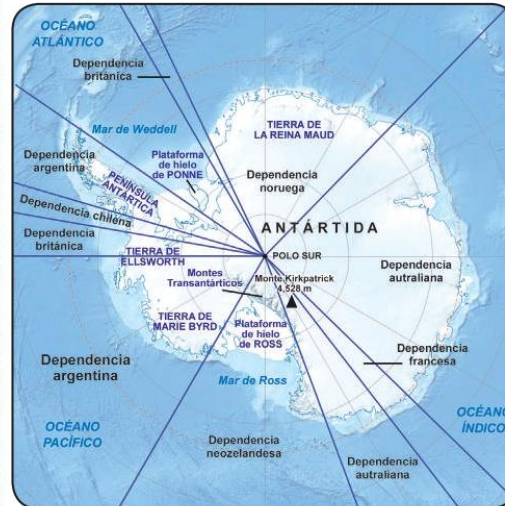 OCÉANO
ATLÁNTICO
Dependencia
británica
Mar de Weddell
TIERRA DE
LA REINA MAUD
Dependencia
argentina
Plataforma
de hielo
de PONNE
PENÍNSULA
ANTÁRTICA
Dependencia
noruega
Dependencia chilena
ANTÁRTIDA
Dependencia
británica
TIERRA DE
ELLSWORTH
POLO SUR
Montes
Transantárticos
Monte Kirkpatrick
4,528 m
Dependencia
autraliana
TIERRA DE
MARIE BYRD
Plataforma
de hielo
de ROSS
Dependencia
francesa
Dependencia
argentina
Mar de Ross
OCÉANO
PACÍFICO
OCÉANO
ÍNDICO
Dependencia
neozelandesa
Dependencia
autraliana